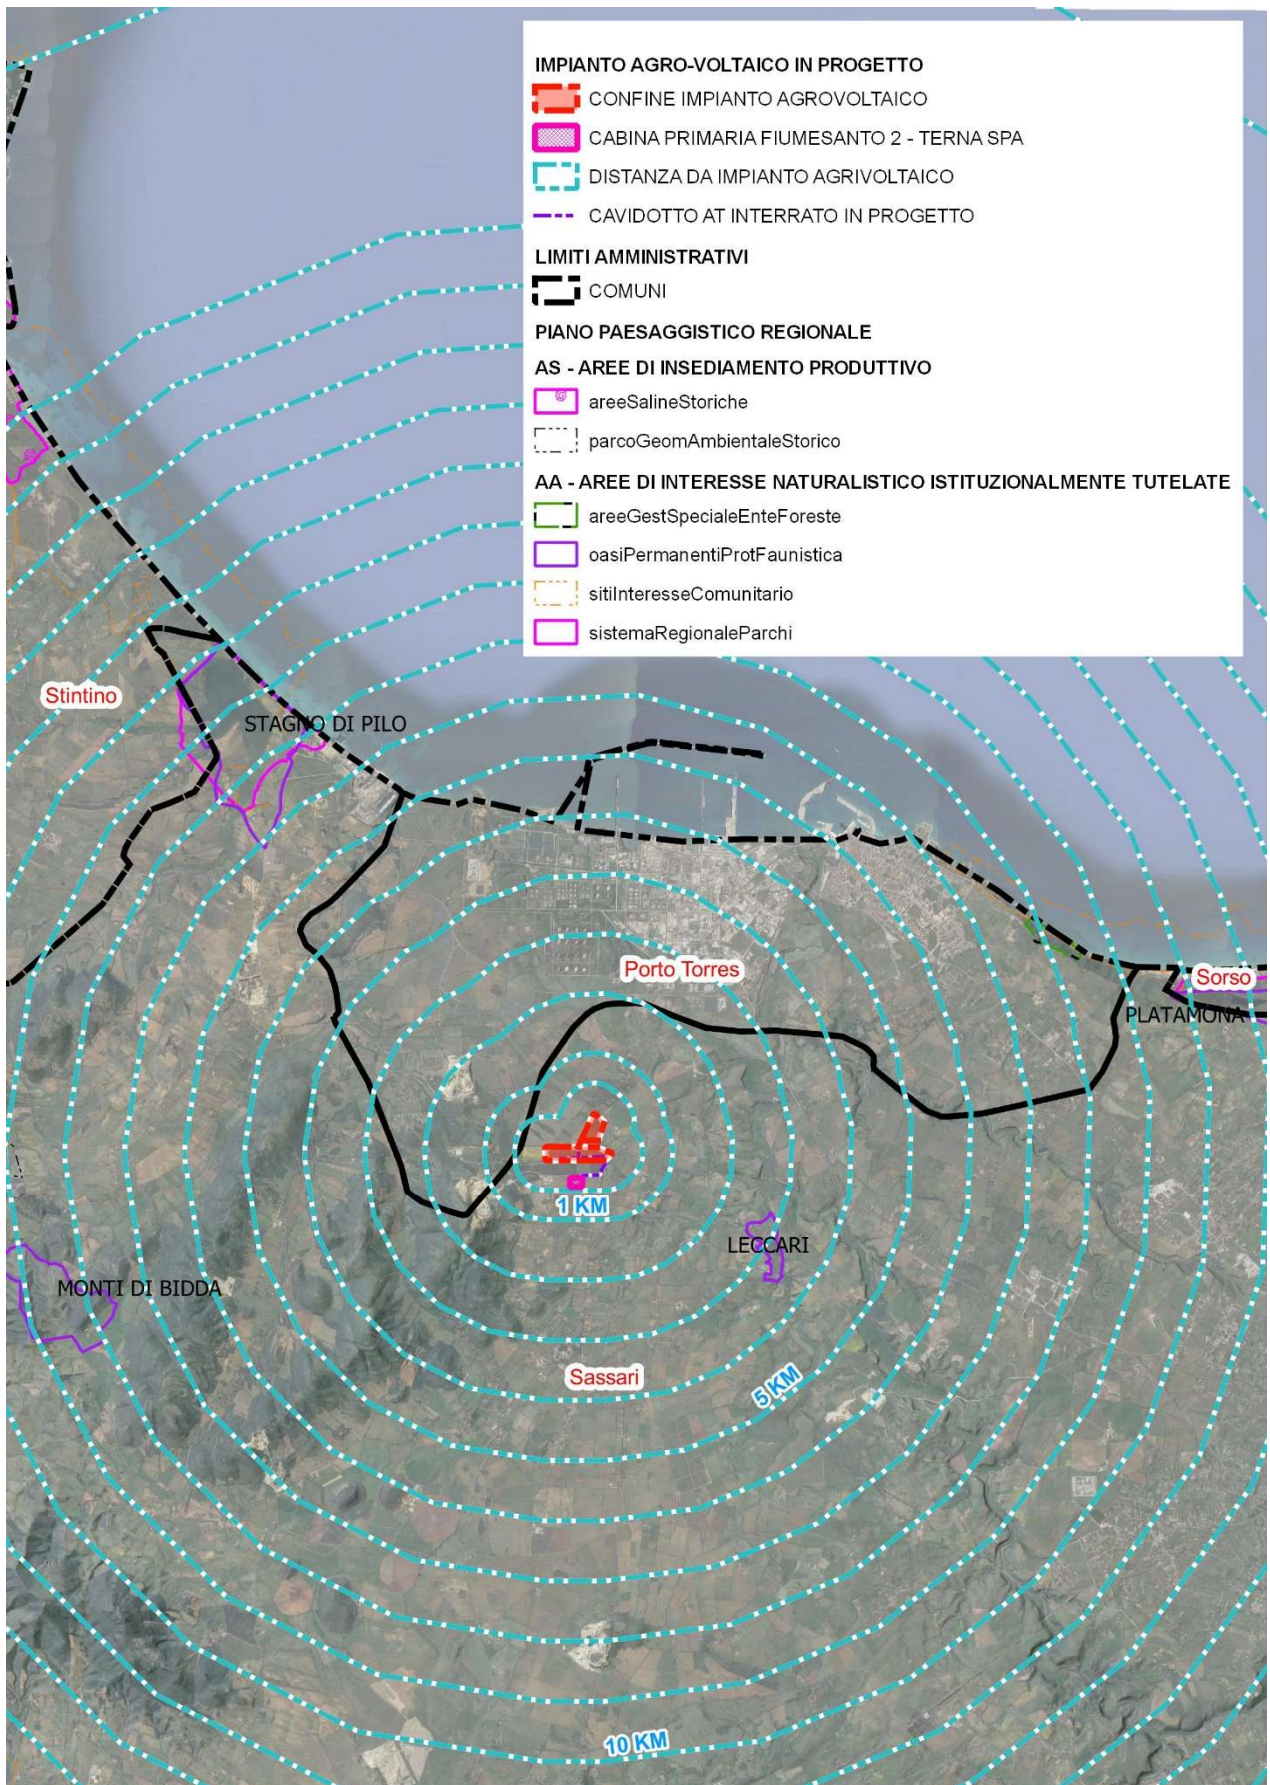 IMPIANTO AGRO-VOLTAICO IN PROGETTO
CONFINE IMPIANTO AGROVOLTAICO
CABINA PRIMARIA FIUMESANTO 2 - TERNA SPA
DISTANZA DA IMPIANTO AGRIVOLTAICO
CAVIDOTTO AT INTERRATO IN PROGETTO
LIMITI AMMINISTRATIVI
COMUNI
PIANO PAESAGGISTICO REGIONALE
AS - AREE DI INSEDIAMENTO PRODUTTIVO
areeSalineStoriche
parcoGeomAmbientaleStorico
AA - AREE DI INTERESSE NATURALISTICO ISTITUZIONALMENTE TUTELATE
areeGestSpecialeEnteForeste
oasiPermanentiProtFaunistica
sitiInteresseComunitario
sistemaRegionaleParchi
Stintino
STAGNO DI PILO
Porto Torres
Sorso
PLATAMONA
1 KM
LECCARI
MONTI DI BIDDA
Sassari
5 KM
10 KM